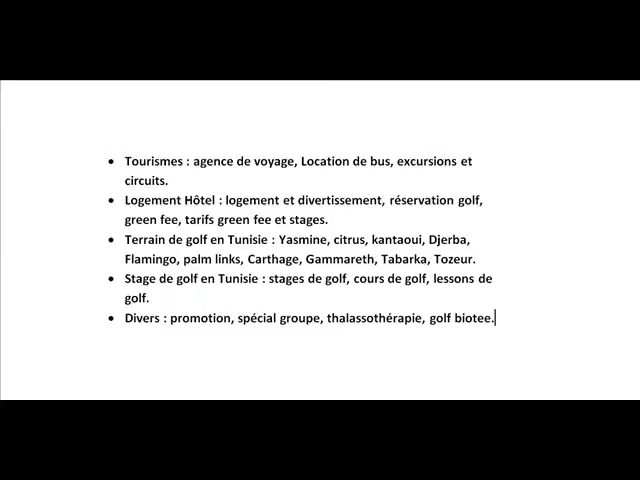 • Tourismes : agence de voyage, Location de bus, excursions et
circuits.
• Logement Hôtel : logement et divertissement, réservation golf,
green fee, tarifs green fee et stages.
• Terrain de golf en Tunisie : Yasmine, citrus, kantaoui, Djerba,
Flamingo, palm links, Carthage, Gammareth, Tabarka, Tozeur.
• Stage de golf en Tunisie : stages de golf, cours de golf, lessons de
golf.
• Divers : promotion, spécial groupe, thalassothérapie, golf biotee.